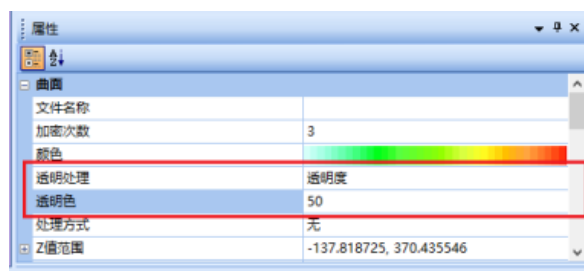 属性
曲面
文件名称
加密次数 3
颜色
透明处理 透明度
透明色 50
处理方式 无
Z值范围 -137.818725, 370.435546